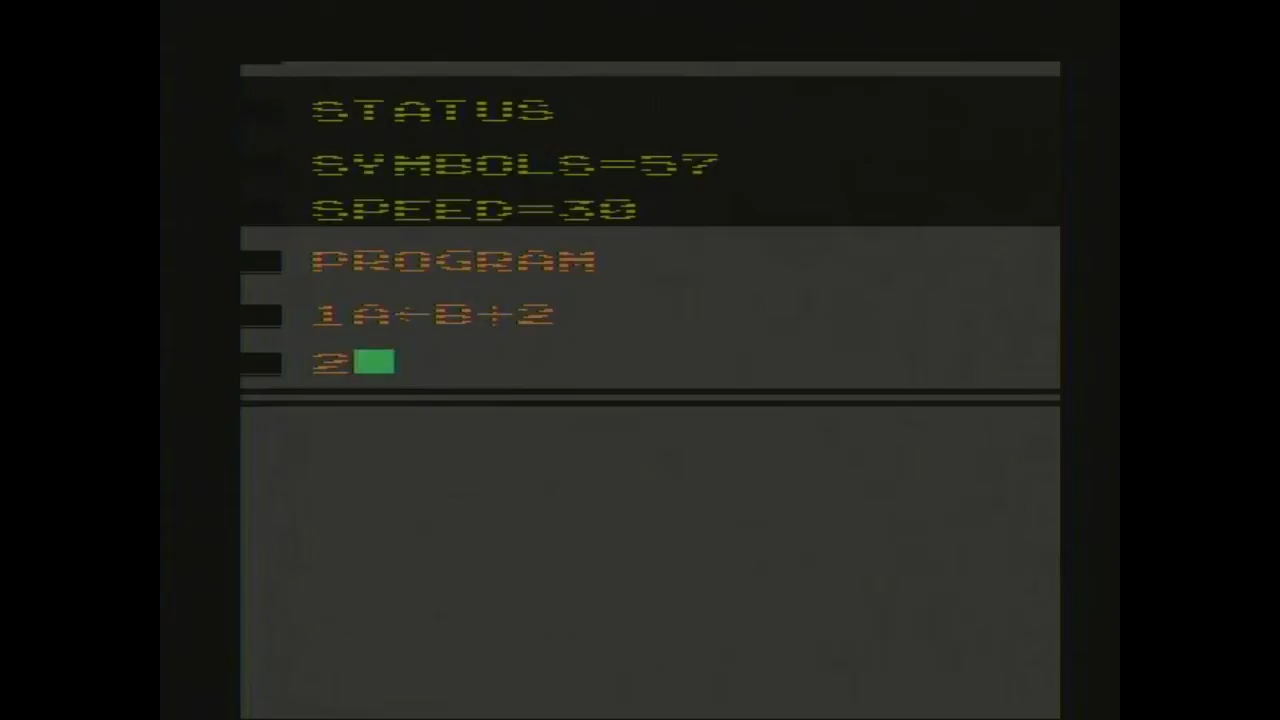 STATUS
SYMBOLS=57
SPEED=30
PROGRAM
1A←B+2
2